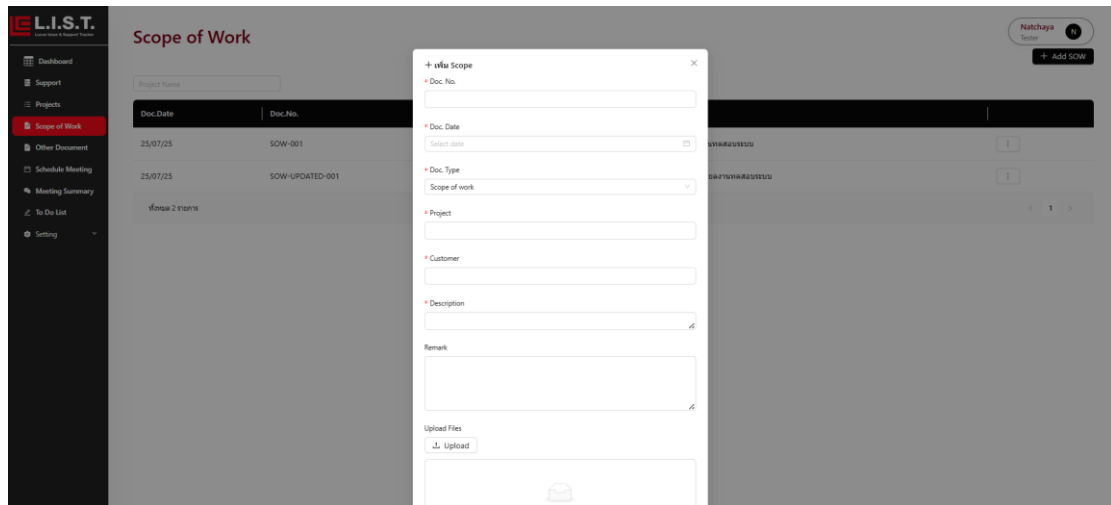 L.I.S.T.
Scope of Work
Natchaya
Tester
N
+ Add SOW
Dashboard
Support
Projects
Scope of Work
Other Document
Schedule Meeting
Meeting Summary
To Do List
Setting
Project Name
Doc.Date
Doc.No.
25/07/25
SOW-001
25/07/25
SOW-UPDATED-001
ทั้งหมด 2 รายการ
1
+ เพิ่ม Scope
* Doc. No.
* Doc. Date
Select date
* Doc. Type
Scope of work
* Project
* Customer
* Description
Remark
Upload Files
Upload